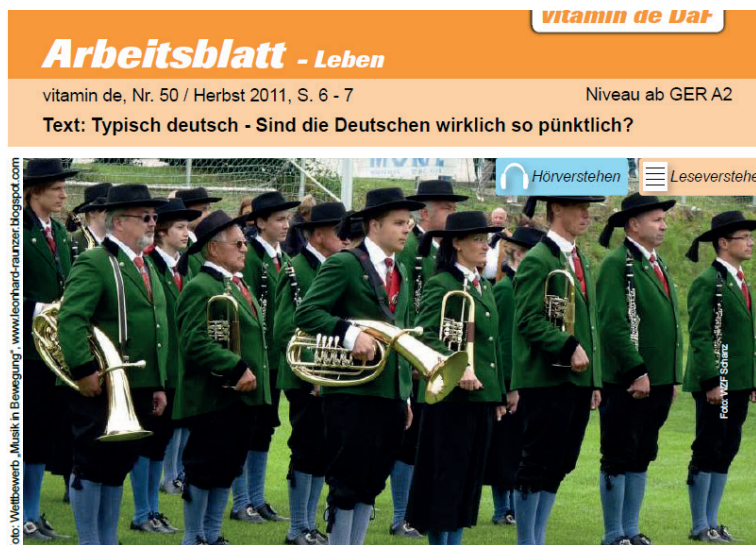 vitamin de DaF
Arbeitsblatt - Leben
vitamin de, Nr. 50 / Herbst 2011, S. 6 - 7
Niveau ab GER A2
Text: Typisch deutsch - Sind die Deutschen wirklich so pünktlich?
Hörverstehen
Leseverstehe
oto: Wettbewerb „Musik in Bewegung“. www.leonhard-raunzer.blogspot.com
Foto: WZF Schanz